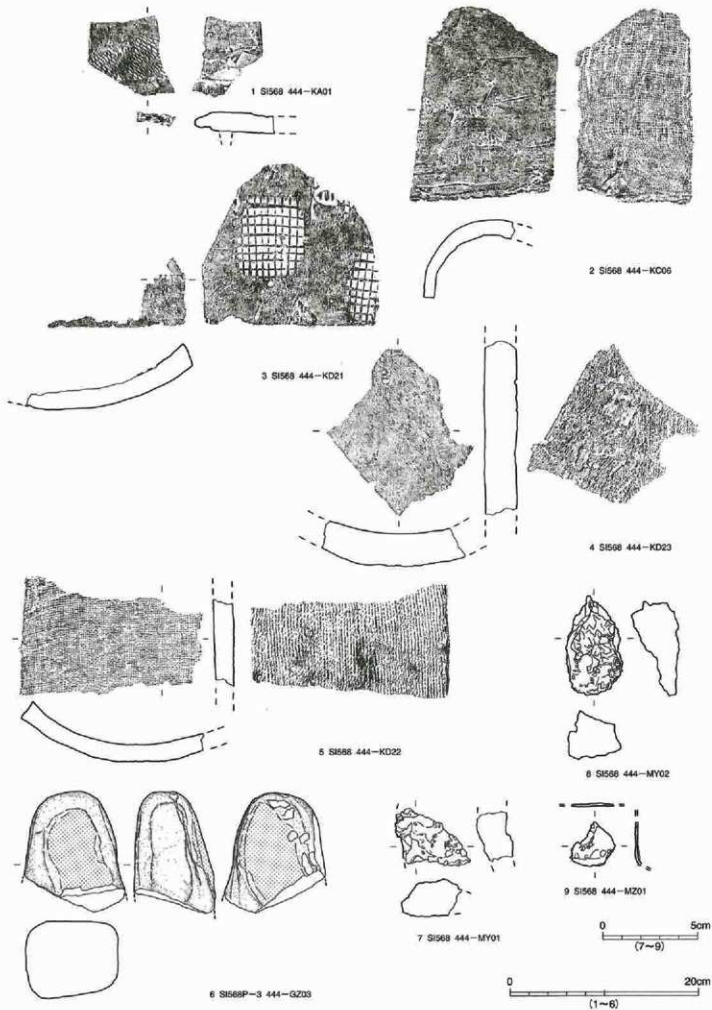 1 SI568 444−KA01
2 SI568 444−KC06
3 SI568 444−KD21
4 SI568 444−KD23
5 SI568 444−KD22
8 SI568 444−MY02
9 SI568 444−MZ01
7 SI568 444−MY01
0 5cm
(7~9)
6 SI568P−3 444−GZ03
0 20cm
(1~6)